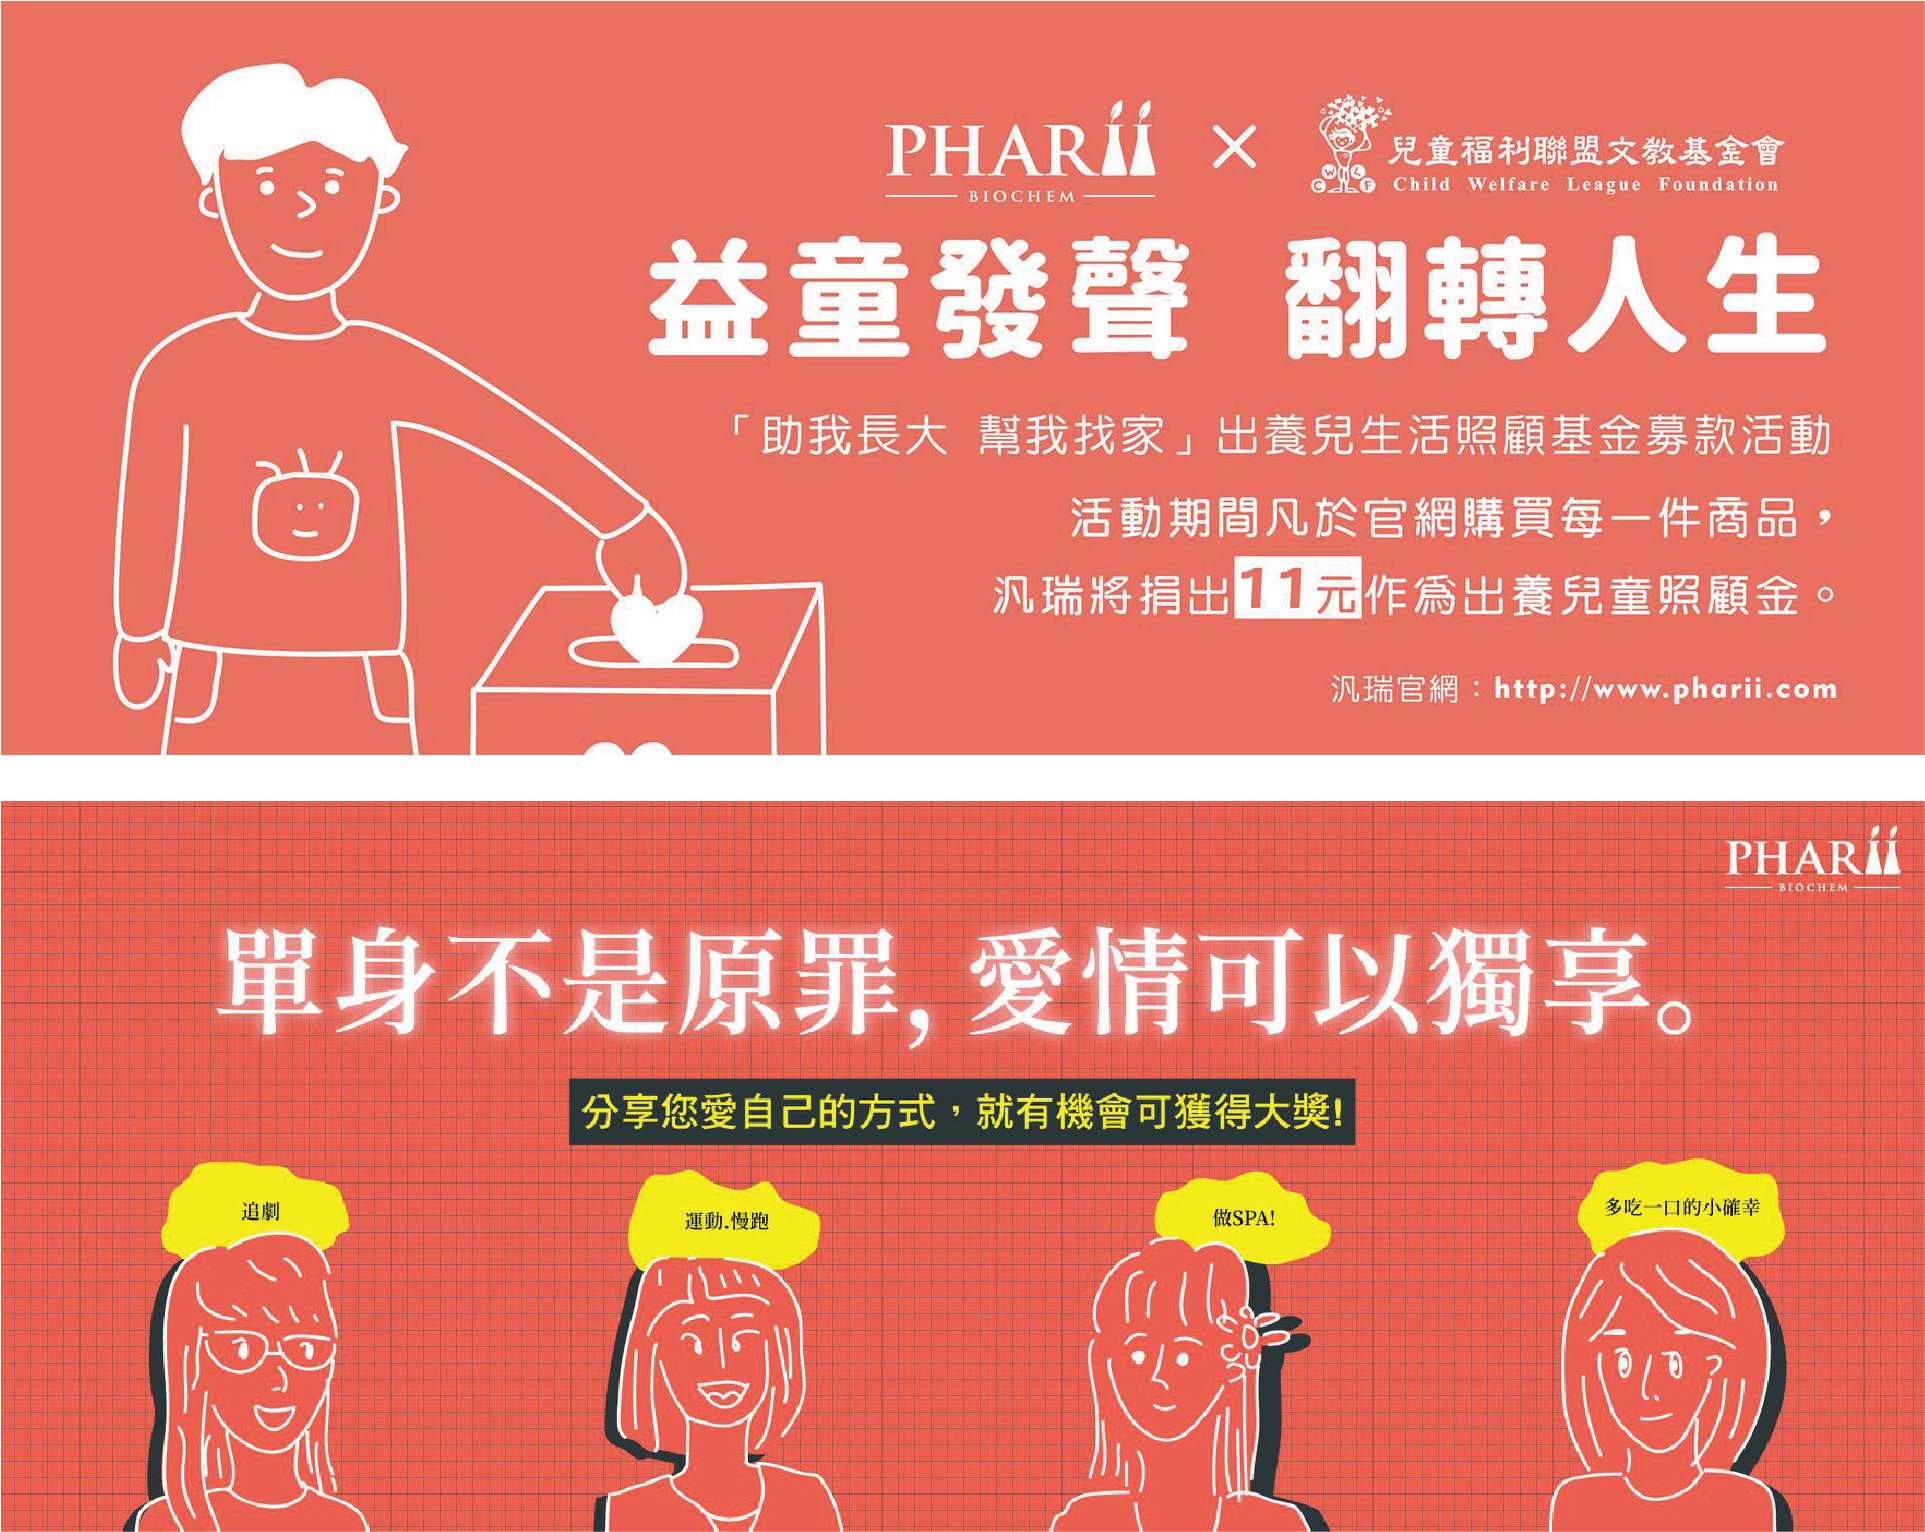 PHARii × 兒童福利聯盟文教基金會
BIOCHEM
CWLF Child Welfare League Foundation
益童發聲 翻轉人生
「助我長大 幫我找家」出養兒生活照顧基金募款活動
活動期間凡於官網購買每一件商品，
汎瑞將捐出11元作為出養兒童照顧金。
汎瑞官網：http://www.pharii.com
PHARii
BIOCHEM
單身不是原罪, 愛情可以獨享。
分享您愛自己的方式，就有機會可獲得大獎!
追劇
運動.慢跑
做SPA!
多吃一口的小確幸